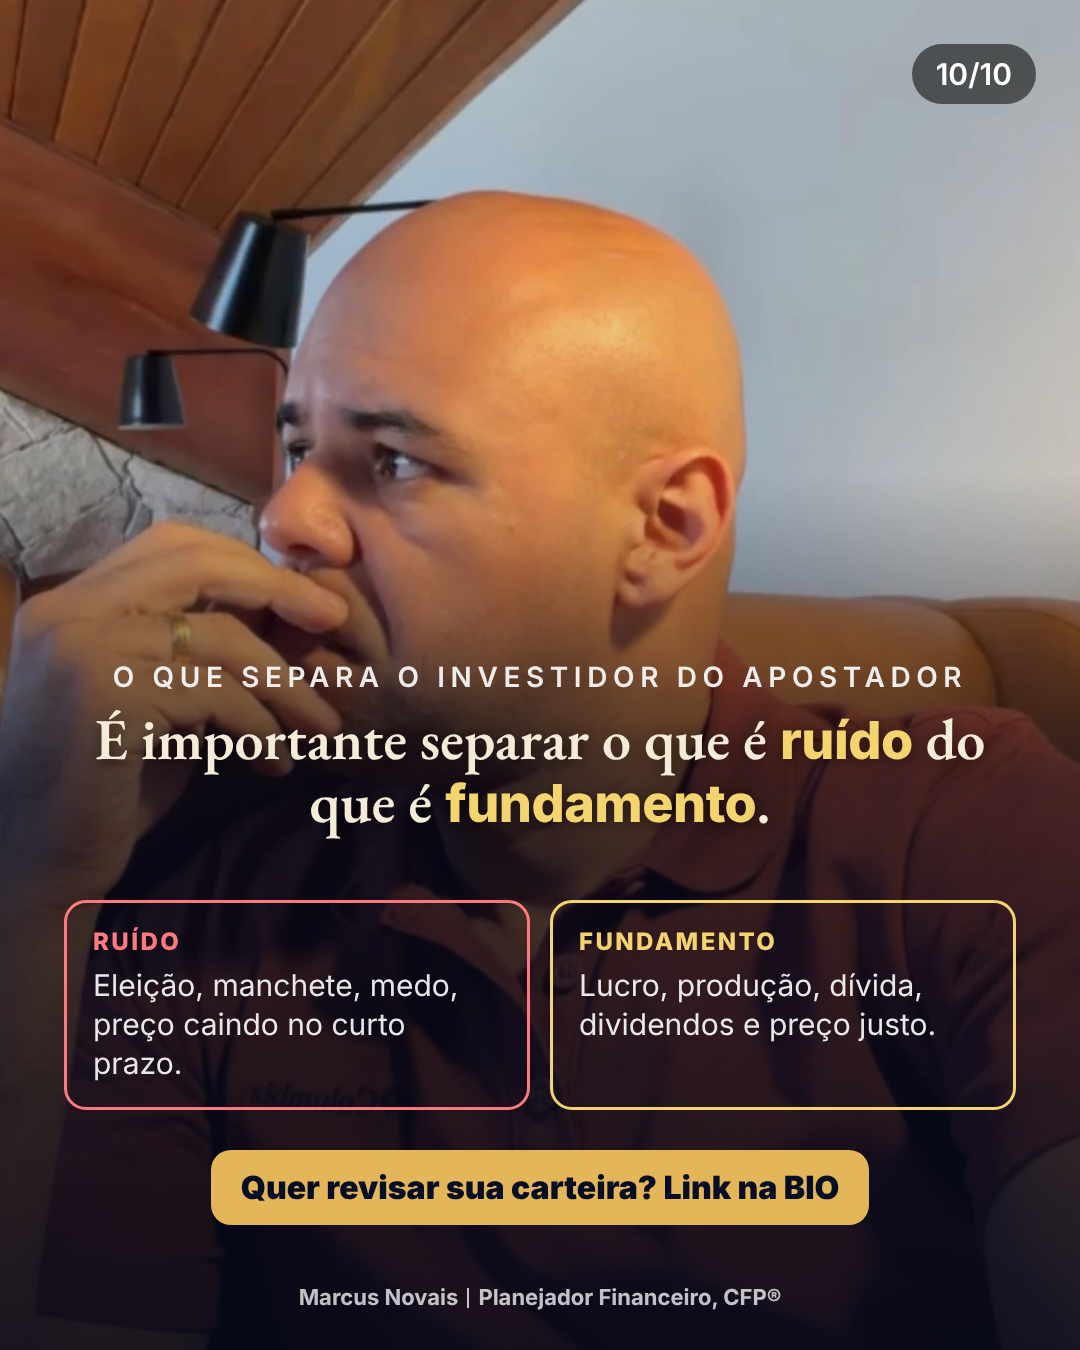 10/10
O QUE SEPARA O INVESTIDOR DO APOSTADOR
É importante separar o que é ruído do
que é fundamento.
RUÍDO
Eleição, manchete, medo,
preço caindo no curto
prazo.
FUNDAMENTO
Lucro, produção, dívida,
dividendos e preço justo.
Quer revisar sua carteira? Link na BIO
Marcus Novais | Planejador Financeiro, CFP®